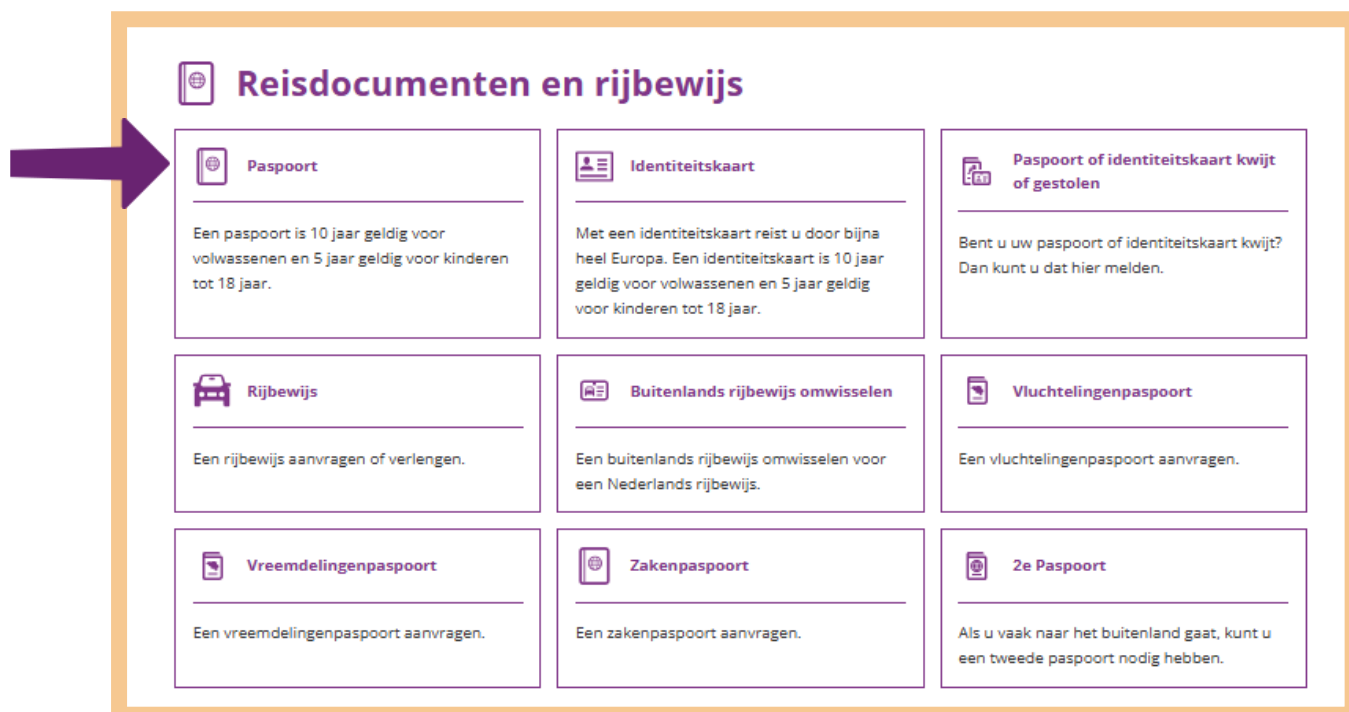 Reisdocumenten en rijbewijs
Paspoort
Een paspoort is 10 jaar geldig voor
volwassenen en 5 jaar geldig voor kinderen
tot 18 jaar.
Identiteitskaart
Met een identiteitskaart reist u door bijna
heel Europa. Een identiteitskaart is 10 jaar
geldig voor volwassenen en 5 jaar geldig
voor kinderen tot 18 jaar.
Paspoort of identiteitskaart kwijt
of gestolen
Bent u uw paspoort of identiteitskaart kwijt?
Dan kunt u dat hier melden.
Rijbewijs
Een rijbewijs aanvragen of verlengen.
Buitenlands rijbewijs omwisselen
Een buitenlands rijbewijs omwisselen voor
een Nederlands rijbewijs.
Vluchtelingenpaspoort
Een vluchtelingenpaspoort aanvragen.
Vreemdelingenpaspoort
Een vreemdelingenpaspoort aanvragen.
Zakenpaspoort
Een zakenpaspoort aanvragen.
2e Paspoort
Als u vaak naar het buitenland gaat, kunt u
een tweede paspoort nodig hebben.